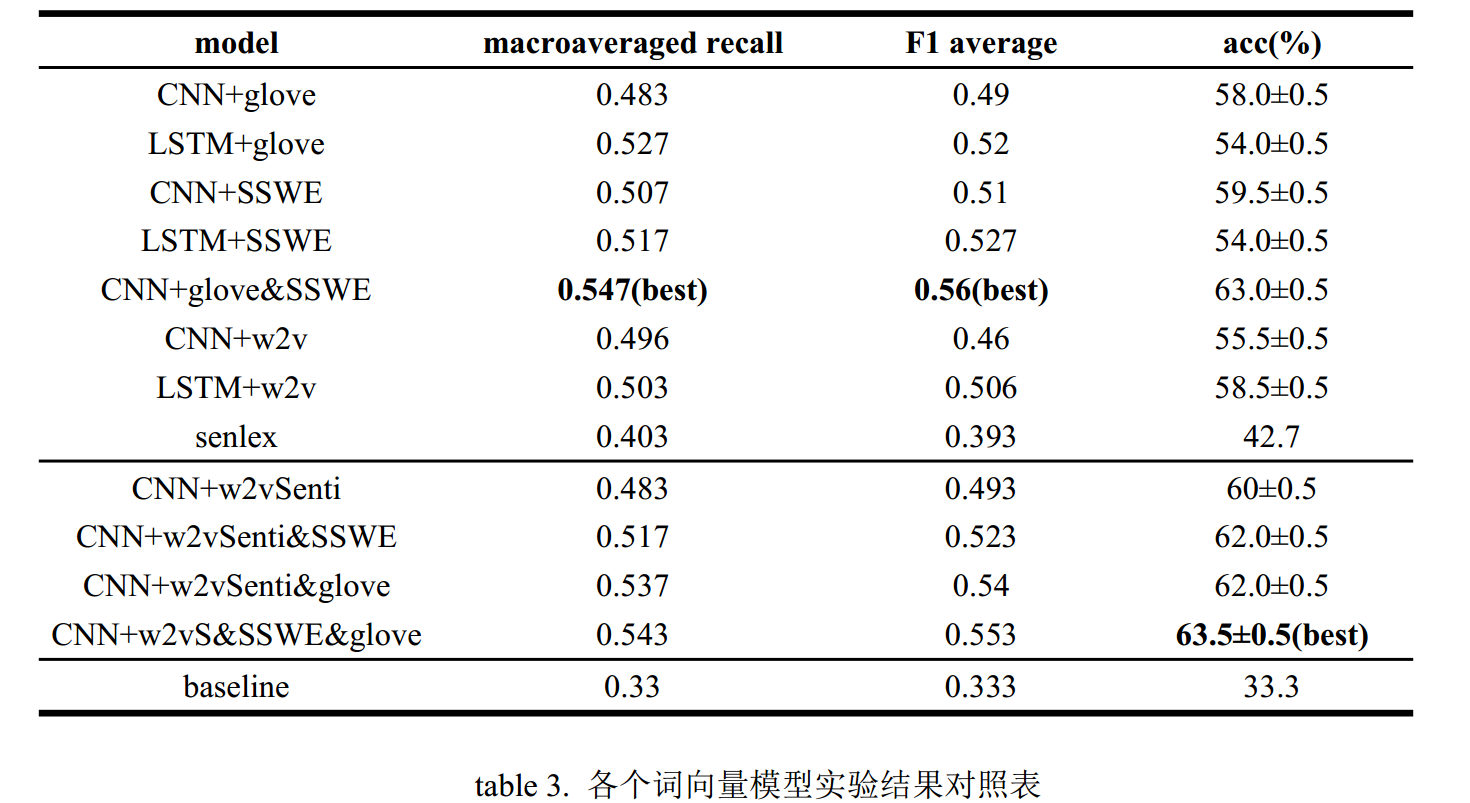 model macroaveraged recall F1 average acc(%)
CNN+glove 0.483 0.49 58.0±0.5
LSTM+glove 0.527 0.52 54.0±0.5
CNN+SSWE 0.507 0.51 59.5±0.5
LSTM+SSWE 0.517 0.527 54.0±0.5
CNN+glove&SSWE 0.547(best) 0.56(best) 63.0±0.5
CNN+w2v 0.496 0.46 55.5±0.5
LSTM+w2v 0.503 0.506 58.5±0.5
senlex 0.403 0.393 42.7
CNN+w2vSenti 0.483 0.493 60±0.5
CNN+w2vSenti&SSWE 0.517 0.523 62.0±0.5
CNN+w2vSenti&glove 0.537 0.54 62.0±0.5
CNN+w2vS&SSWE&glove 0.543 0.553 63.5±0.5(best)
baseline 0.33 0.333 33.3
table 3. 各个词向量模型实验结果对照表